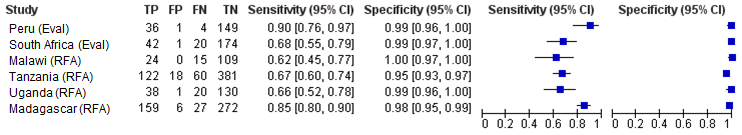 Study TP FP FN TN Sensitivity (95% CI) Specificity (95% CI) Sensitivity (95% CI) Specificity (95% CI)
Peru (Eval) 36 1 4 149 0.90 [0.76, 0.97] 0.99 [0.96, 1.00]
South Africa (Eval) 42 1 20 174 0.68 [0.55, 0.79] 0.99 [0.97, 1.00]
Malawi (RFA) 24 0 15 109 0.62 [0.45, 0.77] 1.00 [0.97, 1.00]
Tanzania (RFA) 122 18 60 381 0.67 [0.60, 0.74] 0.95 [0.93, 0.97]
Uganda (RFA) 38 1 20 130 0.66 [0.52, 0.78] 0.99 [0.96, 1.00]
Madagascar (RFA) 159 6 27 272 0.85 [0.80, 0.90] 0.98 [0.95, 0.99]
0 0.2 0.4 0.6 0.8 1 0 0.2 0.4 0.6 0.8 1